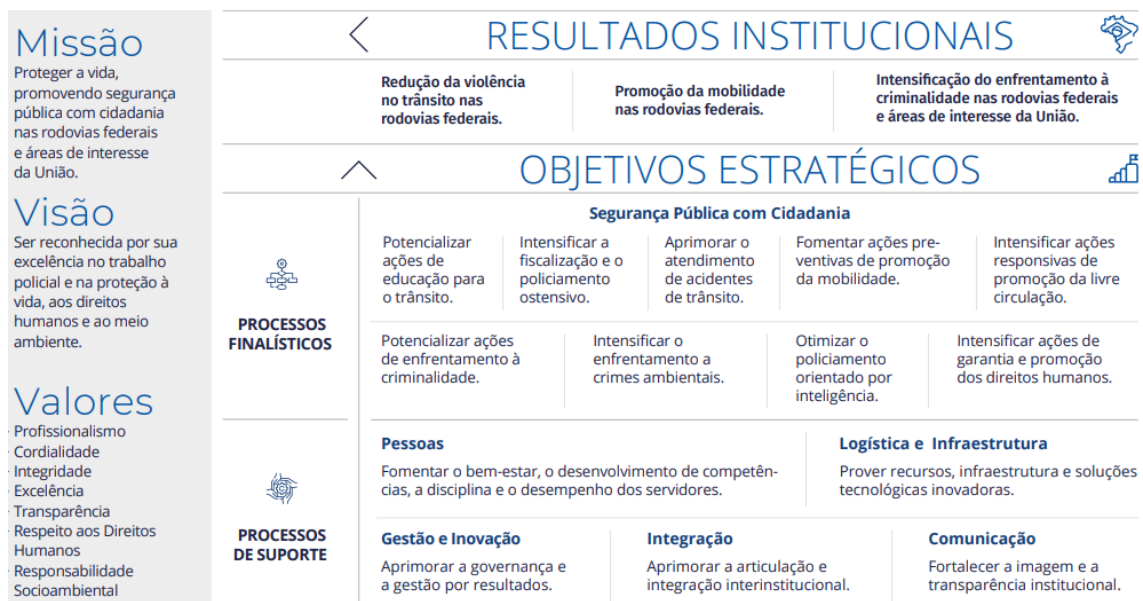 Missão
Proteger a vida,
promovendo segurança
pública com cidadania
nas rodovias federais
e áreas de interesse
da União.
Visão
Ser reconhecida por sua
excelência no trabalho
policial e na proteção à
vida, aos direitos
humanos e ao meio
ambiente.
Valores
· Profissionalismo
· Cordialidade
· Integridade
· Excelência
· Transparência
· Respeito aos Direitos
Humanos
· Responsabilidade
Socioambiental
RESULTADOS INSTITUCIONAIS
Redução da violência
no trânsito nas
rodovias federais.
Promoção da mobilidade
nas rodovias federais.
Intensificação do enfrentamento à
criminalidade nas rodovias federais
e áreas de interesse da União.
OBJETIVOS ESTRATÉGICOS
PROCESSOS
FINALÍSTICOS
Segurança Pública com Cidadania
Potencializar
ações de
educação para
o trânsito.
Intensificar a
fiscalização e o
policiamento
ostensivo.
Aprimorar o
atendimento
de acidentes
de trânsito.
Fomentar ações pre-
ventivas de promoção
da mobilidade.
Intensificar ações
responsivas de
promoção da livre
circulação.
Potencializar ações
de enfrentamento à
criminalidade.
Intensificar o
enfrentamento a
crimes ambientais.
Otimizar o
policiamento
orientado por
inteligência.
Intensificar ações de
garantia e promoção
dos direitos humanos.
PROCESSOS
DE SUPORTE
Pessoas
Fomentar o bem-estar, o desenvolvimento de competên-
cias, a disciplina e o desempenho dos servidores.
Logística e Infraestrutura
Prover recursos, infraestrutura e soluções
tecnológicas inovadoras.
Gestão e Inovação
Aprimorar a governança e
a gestão por resultados.
Integração
Aprimorar a articulação e
integração interinstitucional.
Comunicação
Fortalecer a imagem e a
transparência institucional.